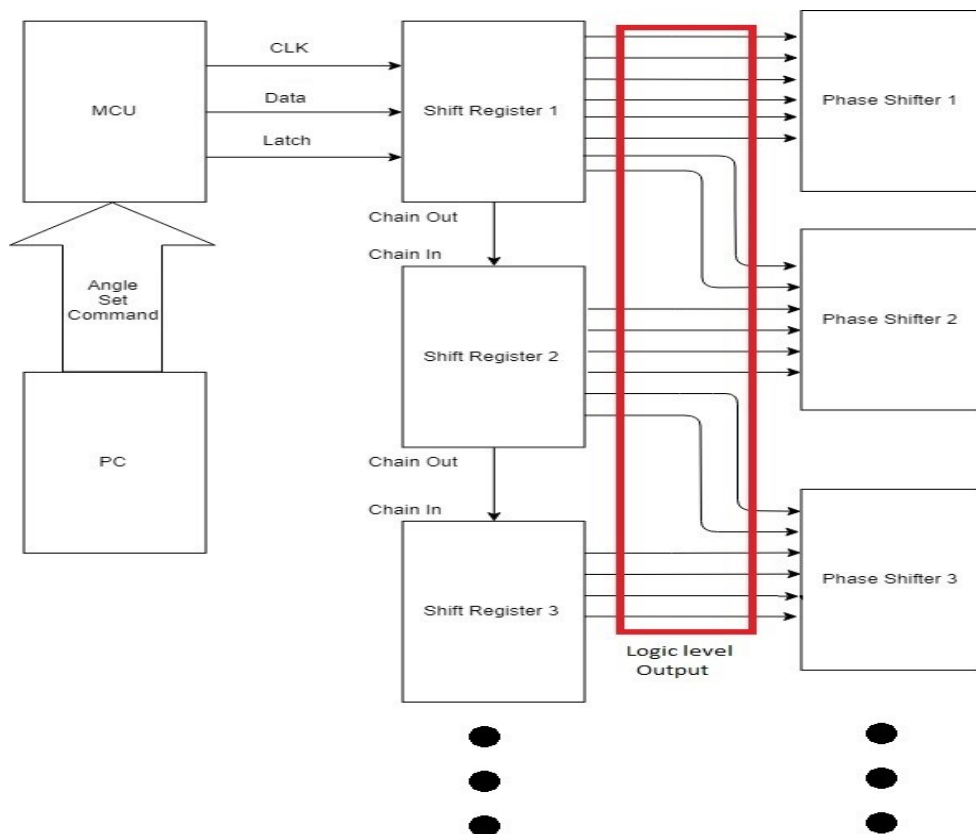 MCU
CLK
Data
Latch
Shift Register 1
Phase Shifter 1
Chain Out
Chain In
Angle
Set
Command
Shift Register 2
Phase Shifter 2
PC
Chain Out
Chain In
Shift Register 3
Phase Shifter 3
Logic level
Output